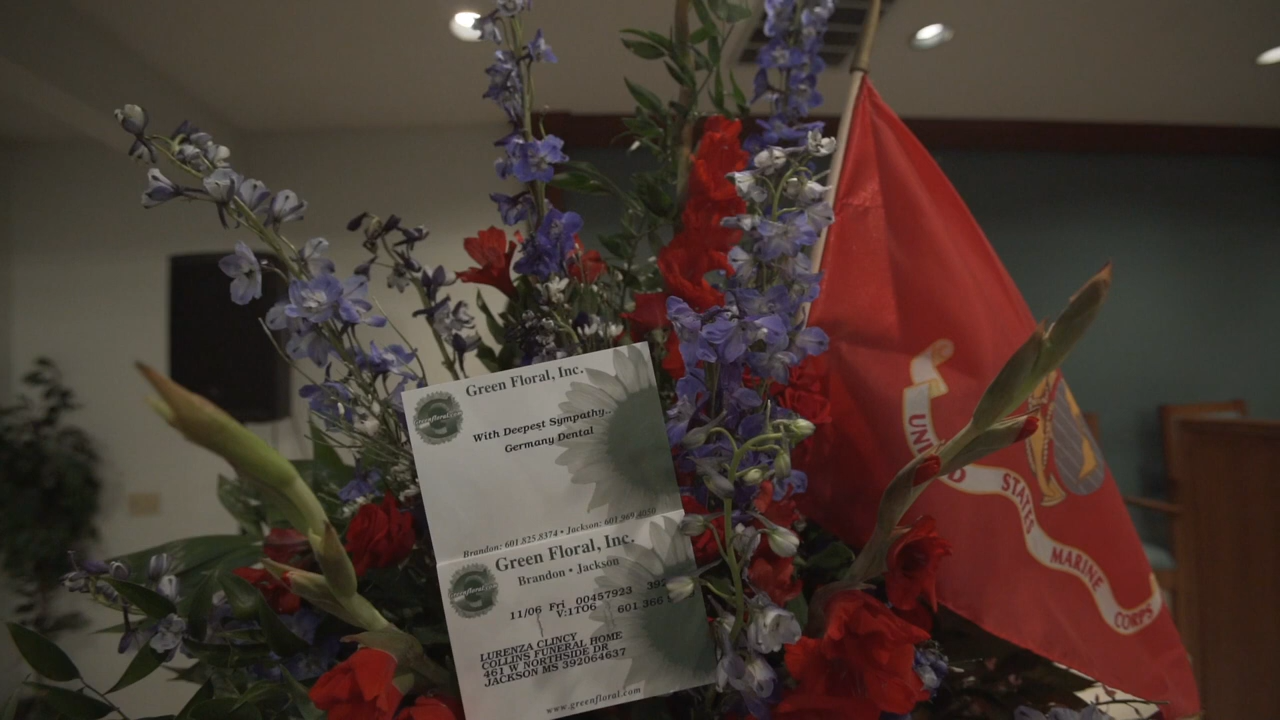 Green Floral, Inc.
With Deepest Sympathy..
Germany Dental
Brandon: 601.825.8374 • Jackson: 601.969.4050
Green Floral, Inc.
Brandon • Jackson
11/06 Fri 00457923 392
V:1T06 601 366
LURENZA CLINCY
COLLINS FUNERAL HOME
461 W NORTHSIDE DR
JACKSON MS 392064637
www.greenfloral.com
UNITED STATES MARINE CORPS